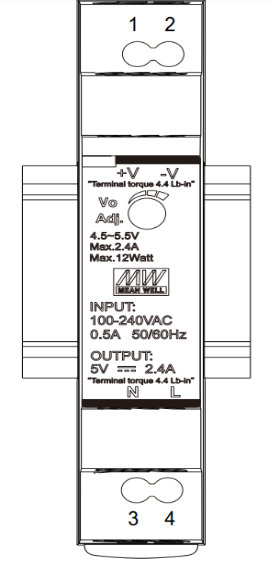 1 2
+V -V
"Terminal torque 4.4 Lb-in"
Vo
Adj.
4.5~5.5V
Max.2.4A
Max.12Watt
MW
MEAN WELL
INPUT:
100-240VAC
0.5A 50/60Hz
OUTPUT:
5V ⎓ 2.4A
"Terminal torque 4.4 Lb-in"
N L
3 4